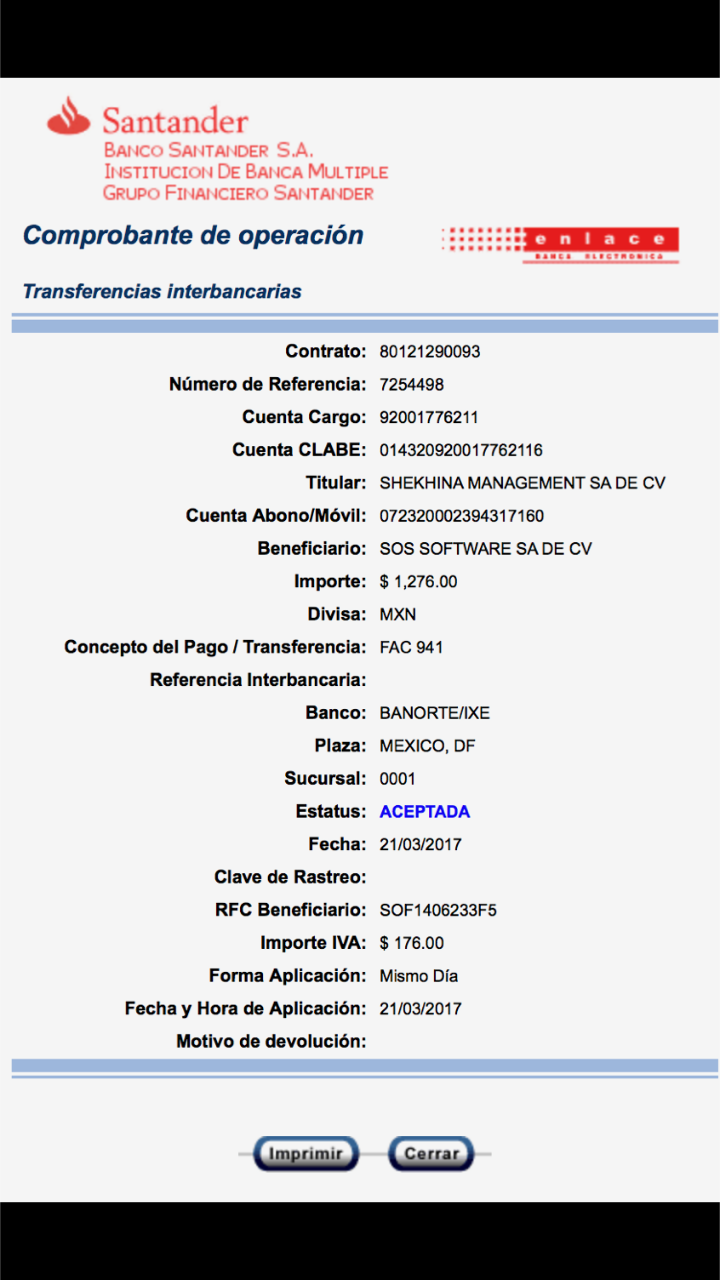 Santander
BANCO SANTANDER S.A.
INSTITUCION DE BANCA MULTIPLE
GRUPO FINANCIERO SANTANDER
Comprobante de operación
enlace
BANCA ELECTRONICA
Transferencias interbancarias
Contrato: 80121290093
Número de Referencia: 7254498
Cuenta Cargo: 92001776211
Cuenta CLABE: 014320920017762116
Titular: SHEKHINA MANAGEMENT SA DE CV
Cuenta Abono/Móvil: 072320002394317160
Beneficiario: SOS SOFTWARE SA DE CV
Importe: $ 1,276.00
Divisa: MXN
Concepto del Pago / Transferencia: FAC 941
Referencia Interbancaria:
Banco: BANORTE/IXE
Plaza: MEXICO, DF
Sucursal: 0001
Estatus: ACEPTADA
Fecha: 21/03/2017
Clave de Rastreo:
RFC Beneficiario: SOF1406233F5
Importe IVA: $ 176.00
Forma Aplicación: Mismo Día
Fecha y Hora de Aplicación: 21/03/2017
Motivo de devolución:
Imprimir Cerrar